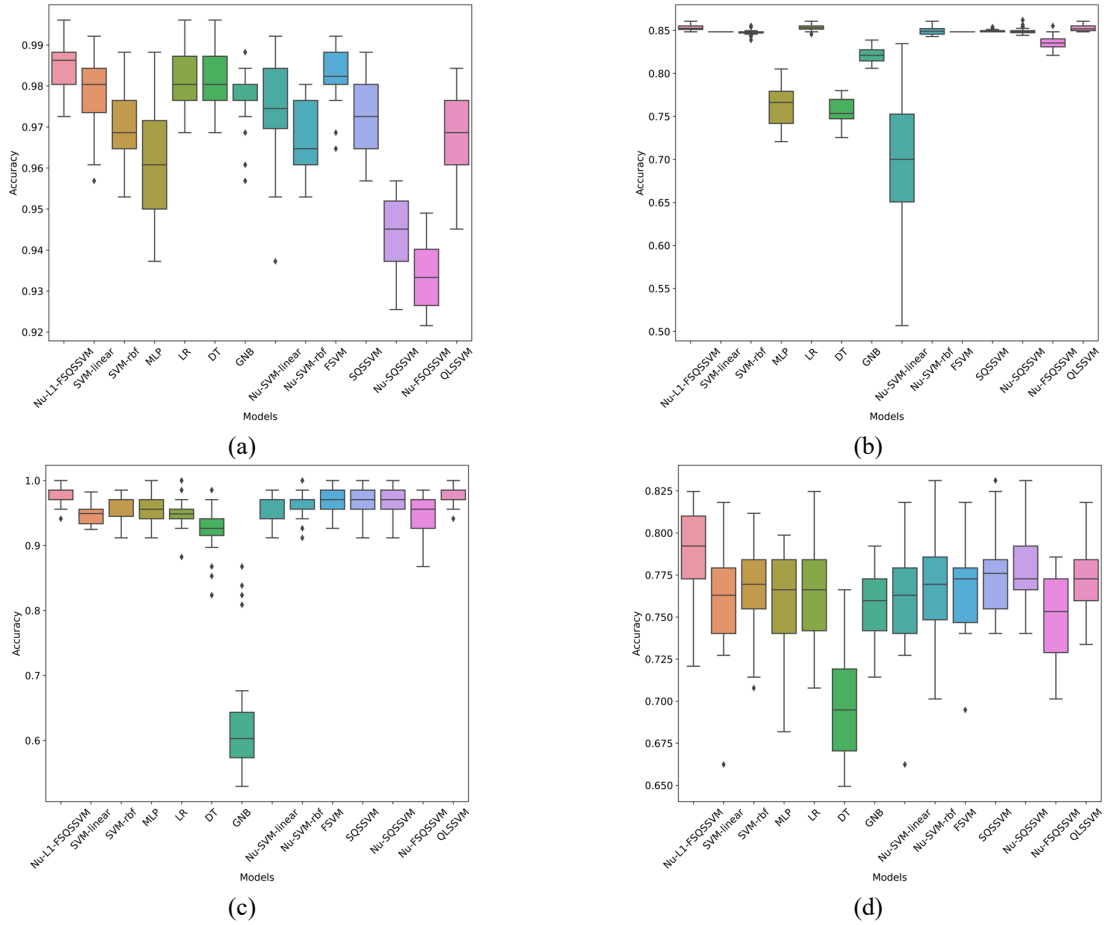 0.99
0.98
0.97
0.96
0.95
0.94
0.93
0.92
Accuracy
Nu-L1-FSQSSVM
SVM-linear
SVM-rbf
MLP
LR
DT
GNB
Nu-SVM-linear
Nu-SVM-rbf
FSVM
SQSSVM
Nu-SQSSVM
Nu-FSQSSVM
QLSSVM
Models
(a)
0.85
0.80
0.75
0.70
0.65
0.60
0.55
0.50
Accuracy
Nu-L1-FSQSSVM
SVM-linear
SVM-rbf
MLP
LR
DT
GNB
Nu-SVM-linear
Nu-SVM-rbf
FSVM
SQSSVM
Nu-SQSSVM
Nu-FSQSSVM
QLSSVM
Models
(b)
1.0
0.9
0.8
0.7
0.6
Accuracy
Nu-L1-FSQSSVM
SVM-linear
SVM-rbf
MLP
LR
DT
GNB
Nu-SVM-linear
Nu-SVM-rbf
FSVM
SQSSVM
Nu-SQSSVM
Nu-FSQSSVM
QLSSVM
Models
(c)
0.825
0.800
0.775
0.750
0.725
0.700
0.675
0.650
Accuracy
Nu-L1-FSQSSVM
SVM-linear
SVM-rbf
MLP
LR
DT
GNB
Nu-SVM-linear
Nu-SVM-rbf
FSVM
SQSSVM
Nu-SQSSVM
Nu-FSQSSVM
QLSSVM
Models
(d)